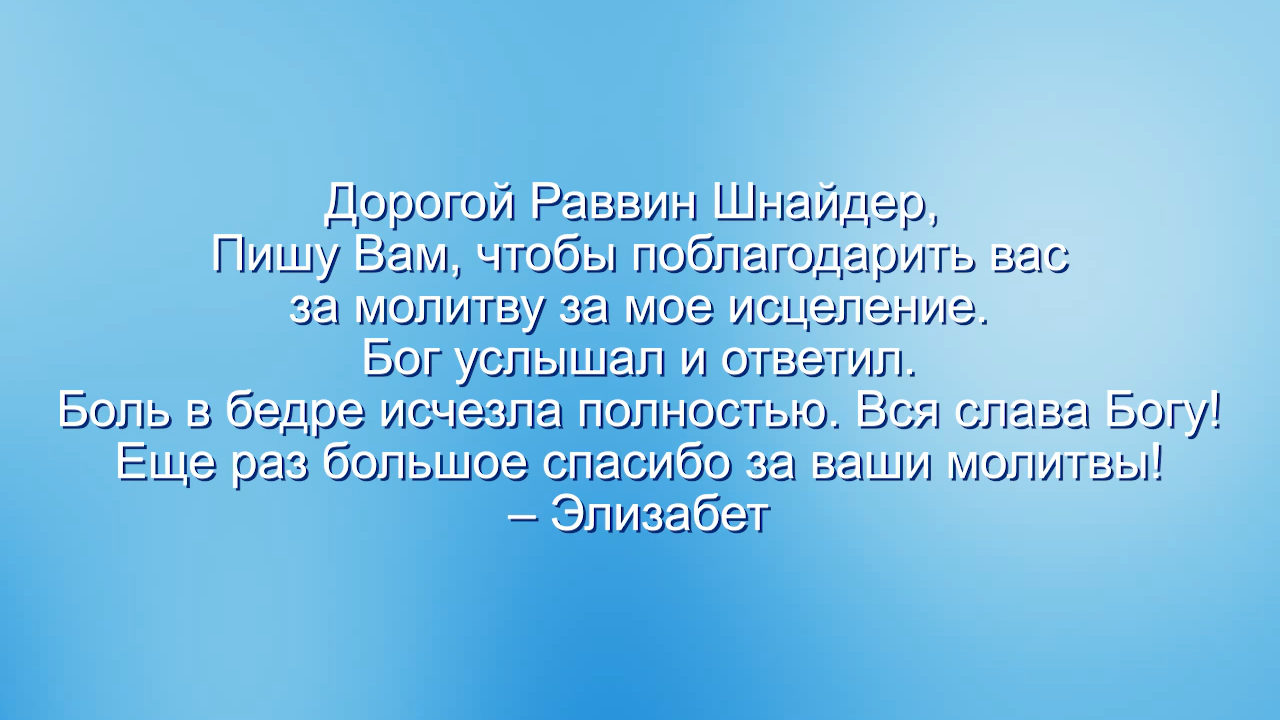 Дорогой Раввин Шнайдер,
Пишу Вам, чтобы поблагодарить вас
за молитву за мое исцеление.
Бог услышал и ответил.
Боль в бедре исчезла полностью. Вся слава Богу!
Еще раз большое спасибо за ваши молитвы!
– Элизабет